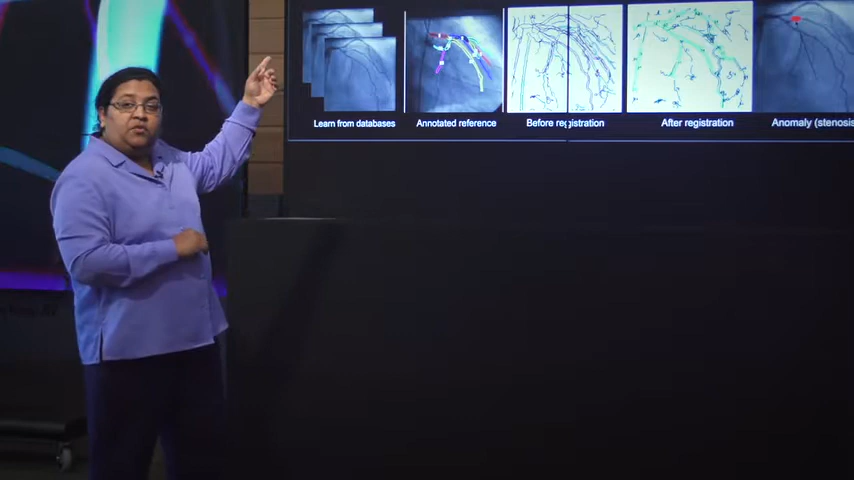 Learn from databases
Annotated reference
Before registration
After registration
Anomaly (stenosis